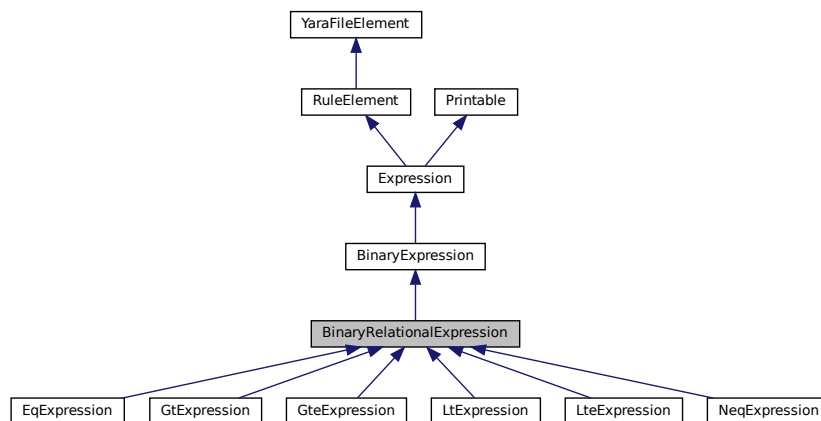 YaraFileElement
RuleElement
Printable
Expression
BinaryExpression
BinaryRelationalExpression
EqExpression
GtExpression
GteExpression
LtExpression
LteExpression
NeqExpression